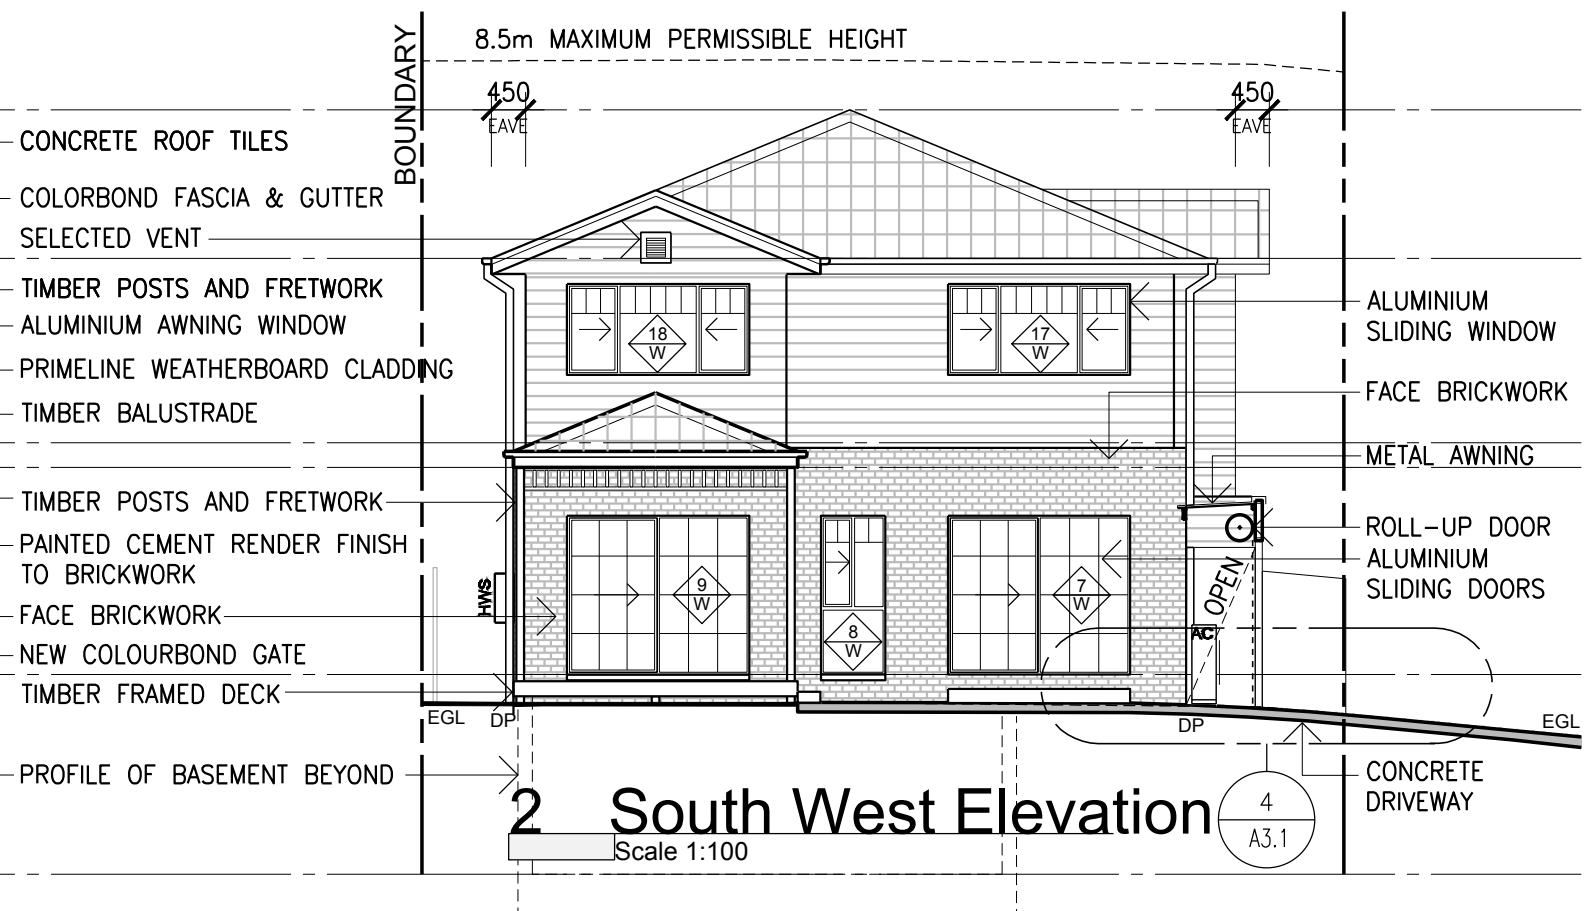 BOUNDARY
8.5m MAXIMUM PERMISSIBLE HEIGHT
450
EAVE
450
EAVE
CONCRETE ROOF TILES
COLORBOND FASCIA & GUTTER
SELECTED VENT
TIMBER POSTS AND FRETWORK
ALUMINIUM AWNING WINDOW
PRIMELINE WEATHERBOARD CLADDING
TIMBER BALUSTRADE
TIMBER POSTS AND FRETWORK
PAINTED CEMENT RENDER FINISH
TO BRICKWORK
FACE BRICKWORK
NEW COLOURBOND GATE
TIMBER FRAMED DECK
PROFILE OF BASEMENT BEYOND
18
W
17
W
9
W
8
W
7
W
HWS
OPEN
AC
EGL
DP
DP
EGL
ALUMINIUM
SLIDING WINDOW
FACE BRICKWORK
METAL AWNING
ROLL-UP DOOR
ALUMINIUM
SLIDING DOORS
CONCRETE
DRIVEWAY
2 South West Elevation
Scale 1:100
4
A3.1